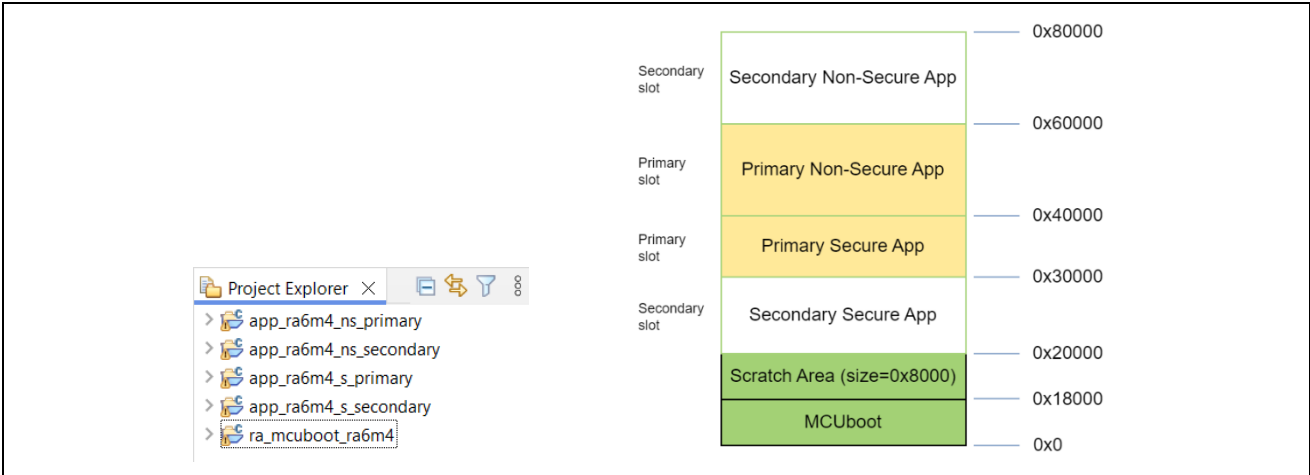 Project Explorer
app_ra6m4_ns_primary
app_ra6m4_ns_secondary
app_ra6m4_s_primary
app_ra6m4_s_secondary
ra_mcuboot_ra6m4
0x80000
Secondary
slot
Secondary Non-Secure App
0x60000
Primary
slot
Primary Non-Secure App
0x40000
Primary
slot
Primary Secure App
0x30000
Secondary
slot
Secondary Secure App
0x20000
Scratch Area (size=0x8000)
0x18000
MCUboot
0x0